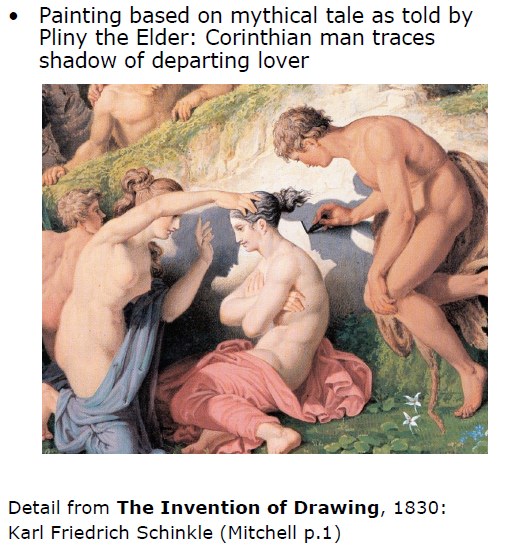 • Painting based on mythical tale as told by
Pliny the Elder: Corinthian man traces
shadow of departing lover
Detail from The Invention of Drawing, 1830:
Karl Friedrich Schinkle (Mitchell p.1)